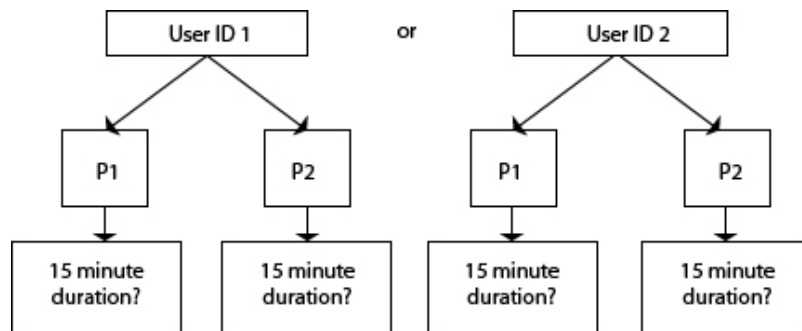 User ID 1
or
User ID 2
P1
P2
P1
P2
15 minute
duration?
15 minute
duration?
15 minute
duration?
15 minute
duration?